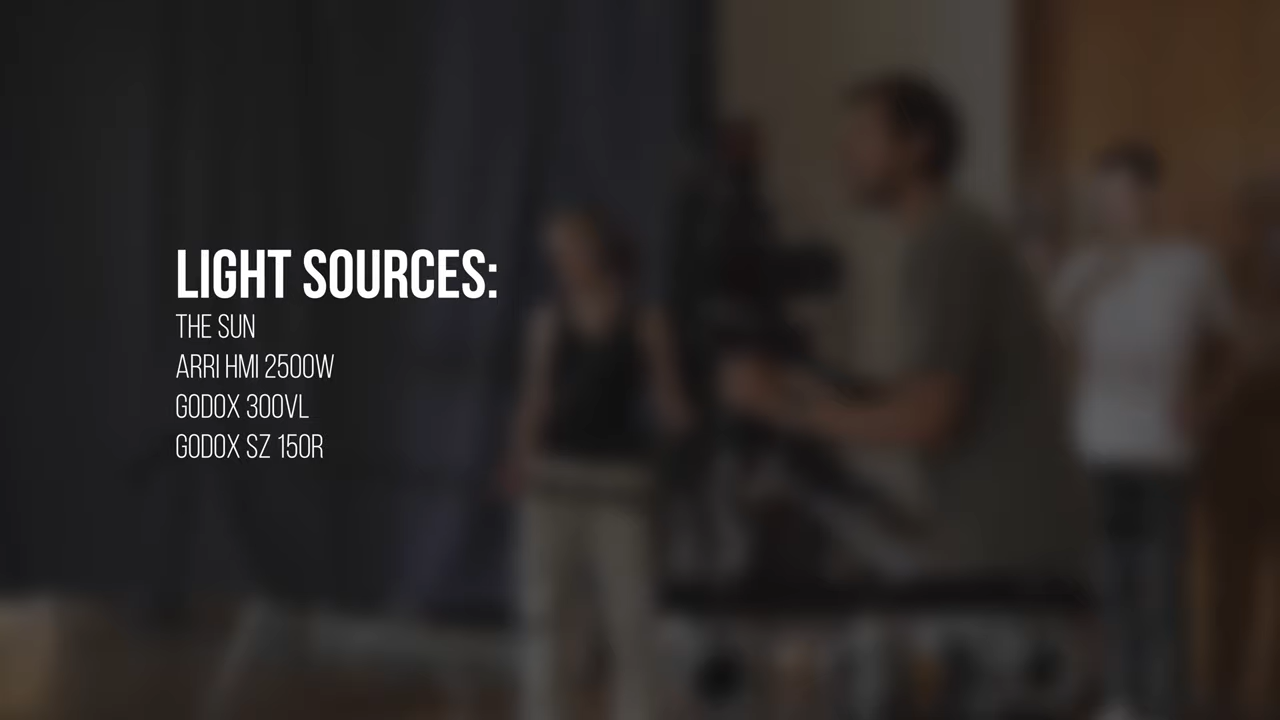 LIGHT SOURCES:
THE SUN
ARRI HMI 2500W
GODOX 300VL
GODOX SZ 150R